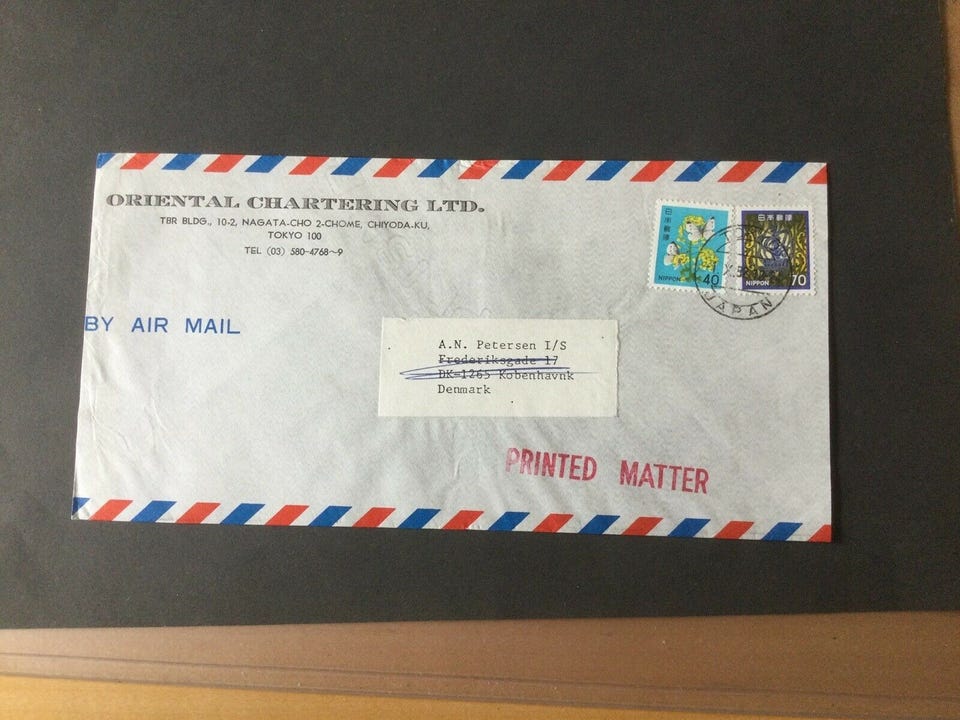 ORIENTAL CHARTERING LTD.
TBR BLDG., 10-2, NAGATA-CHO 2-CHOME, CHIYODA-KU,
TOKYO 100
TEL (03) 580-4768~9
日本郵便
NIPPON 40
日本郵便
NIPPON 70
JAPAN
BY AIR MAIL
A.N. Petersen I/S
Frederiksgade 17
DK-1265 Kobenhavnk
Denmark
PRINTED MATTER